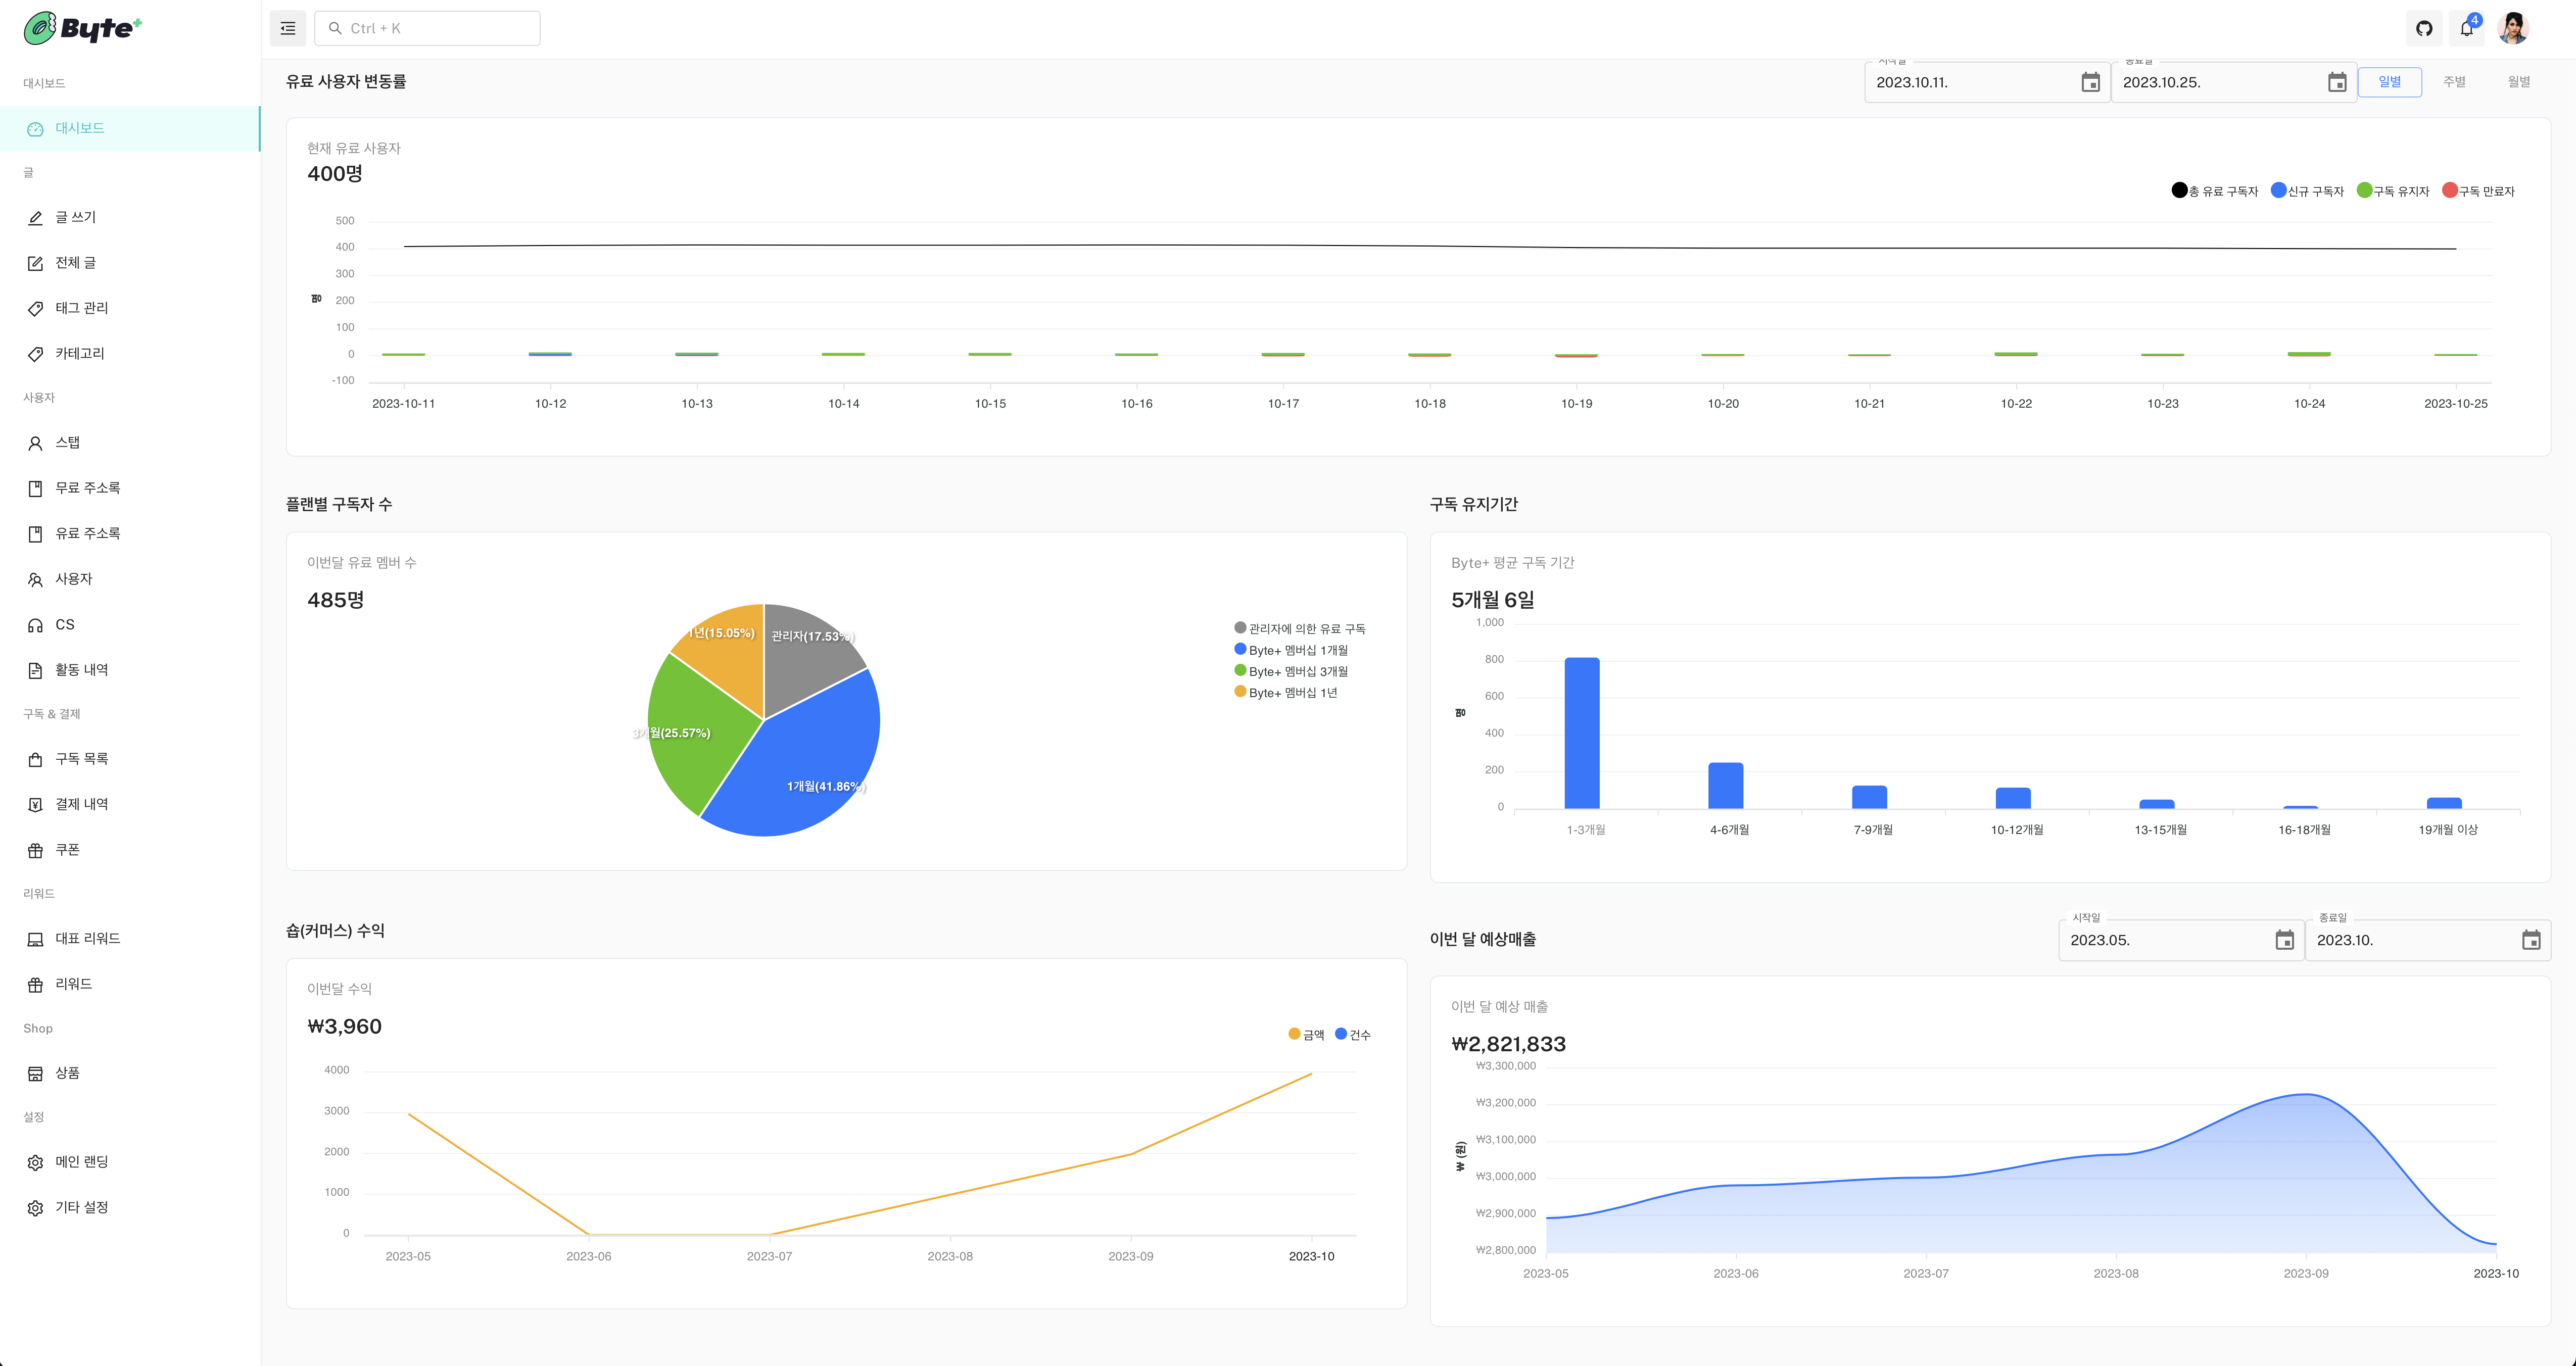 Byte+
Ctrl + K
4
대시보드
대시보드
글
글 쓰기
전체 글
태그 관리
카테고리
사용자
스탭
무료 주소록
유료 주소록
사용자
CS
활동 내역
구독 & 결제
구독 목록
결제 내역
쿠폰
리워드
대표 리워드
리워드
Shop
상품
설정
메인 랜딩
기타 설정
유료 사용자 변동률
시작일
2023.10.11.
종료일
2023.10.25.
일별
주별
월별
현재 유료 사용자
400명
총 유료 구독자 신규 구독자 구독 유지자 구독 만료자
명
500
400
300
200
100
0
-100
2023-10-11 10-12 10-13 10-14 10-15 10-16 10-17 10-18 10-19 10-20 10-21 10-22 10-23 10-24 2023-10-25
플랜별 구독자 수
이번달 유료 멤버 수
485명
1년(15.05%)
관리자(17.53%)
3개월(25.57%)
1개월(41.86%)
관리자에 의한 유료 구독
Byte+ 멤버십 1개월
Byte+ 멤버십 3개월
Byte+ 멤버십 1년
구독 유지기간
Byte+ 평균 구독 기간
5개월 6일
명
1,000
800
600
400
200
0
1-3개월 4-6개월 7-9개월 10-12개월 13-15개월 16-18개월 19개월 이상
숍(커머스) 수익
이번달 수익
₩3,960
금액 건수
4000
3000
2000
1000
0
2023-05 2023-06 2023-07 2023-08 2023-09 2023-10
이번 달 예상매출
시작일
2023.05.
종료일
2023.10.
이번 달 예상 매출
₩2,821,833
₩ (원)
₩3,300,000
₩3,200,000
₩3,100,000
₩3,000,000
₩2,900,000
₩2,800,000
2023-05 2023-06 2023-07 2023-08 2023-09 2023-10